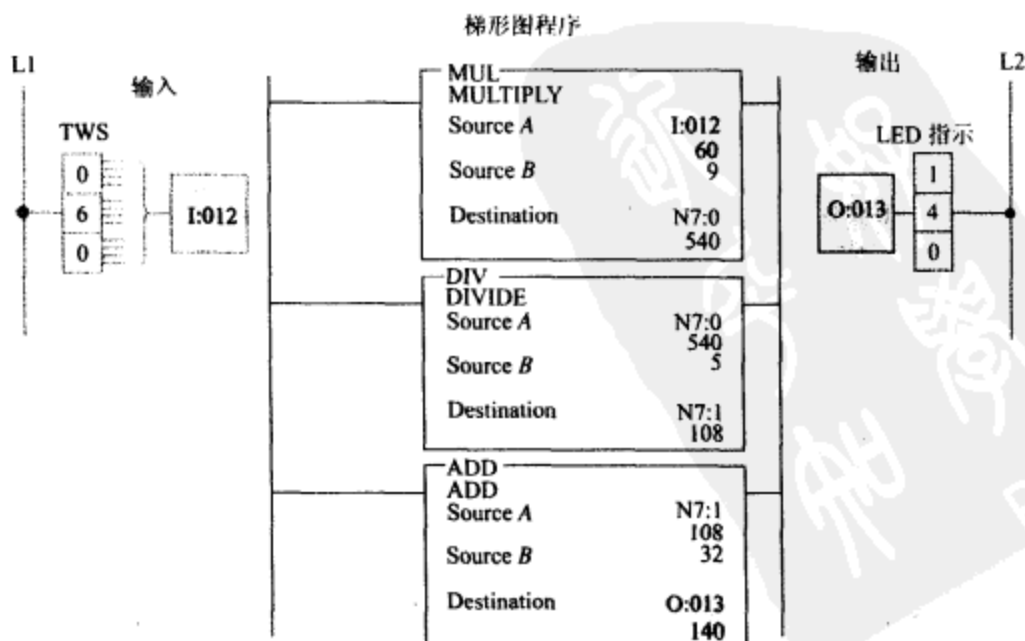 梯形图程序
L1
输入
TWS
0
6
0
I:012
MUL
MULTIPLY
Source A I:012
60
Source B 9
Destination N7:0
540
DIV
DIVIDE
Source A N7:0
540
Source B 5
Destination N7:1
108
ADD
ADD
Source A N7:1
108
Source B 32
Destination O:013
140
输出
L2
LED 指示
O:013
1
4
0